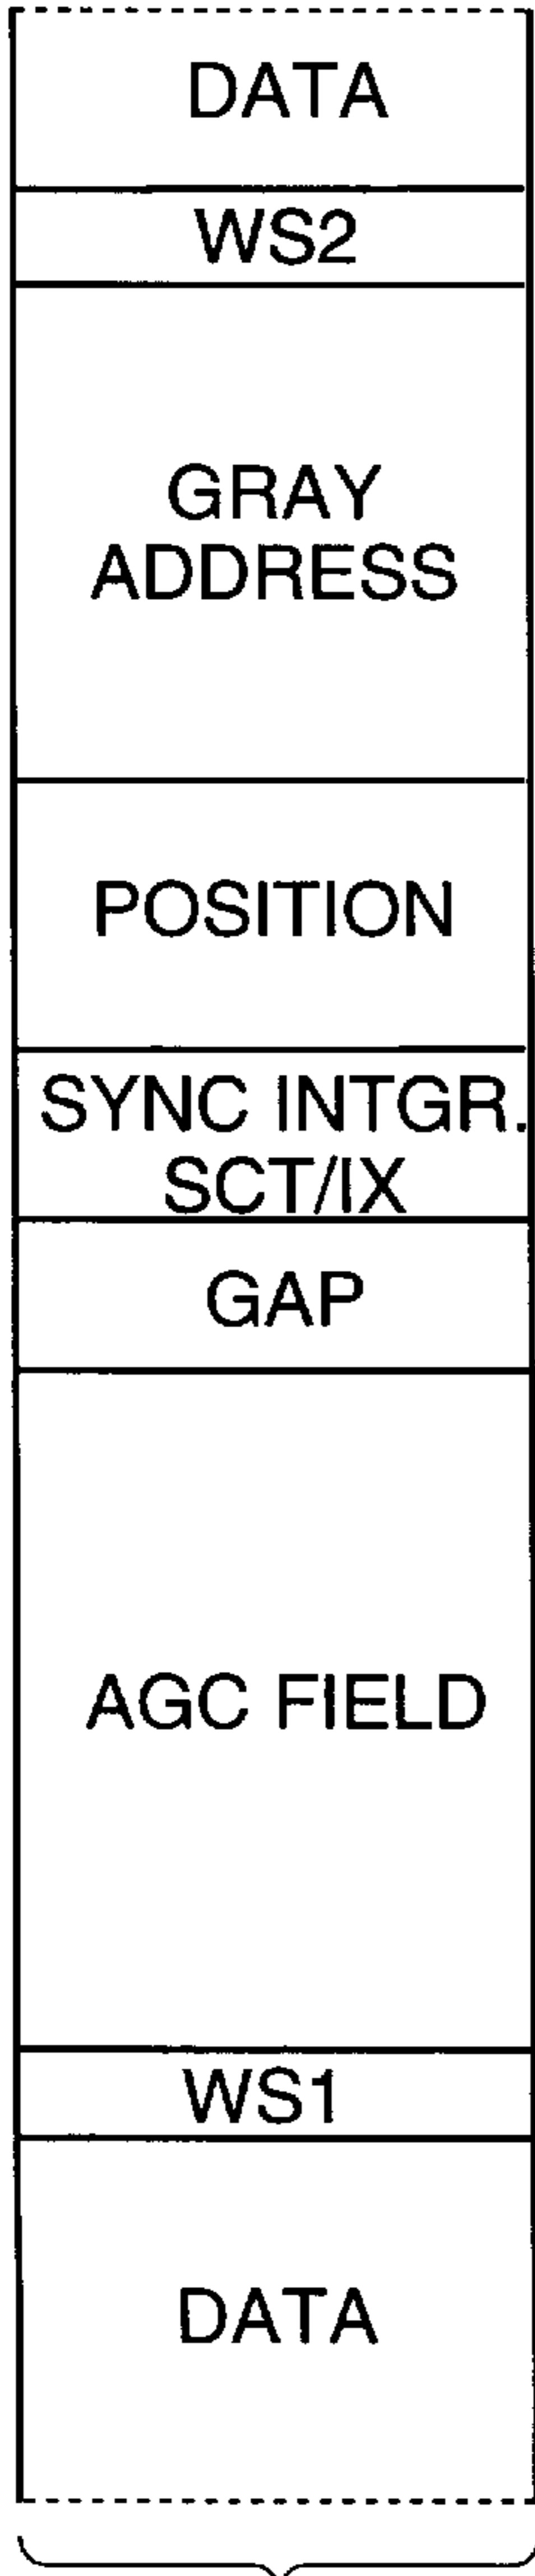 DATA
WS2
GRAY
ADDRESS
POSITION
SYNC INTGR.
SCT/IX
GAP
AGC FIELD
WS1
DATA